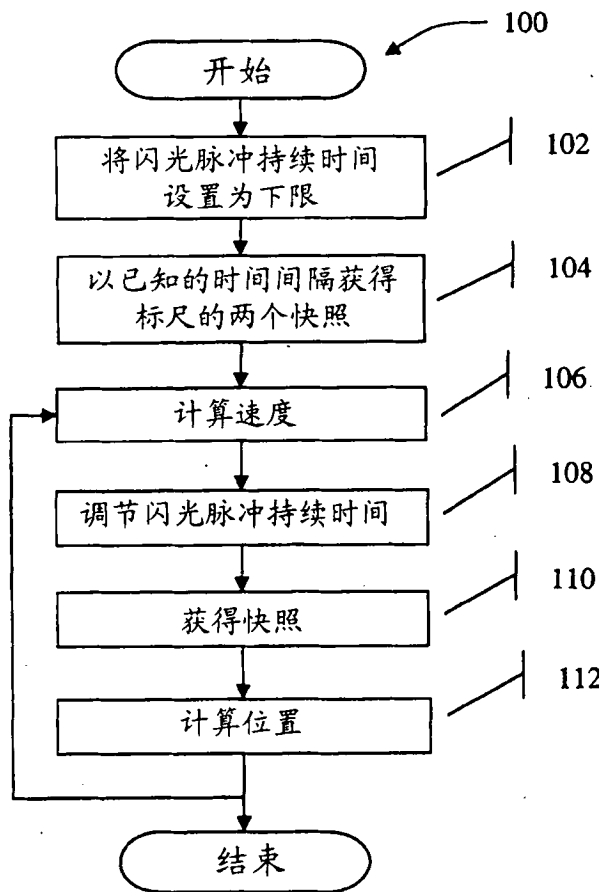 100
开始
将闪光脉冲持续时间
设置为下限
102
以已知的时间间隔获得
标尺的两个快照
104
计算速度
106
调节闪光脉冲持续时间
108
获得快照
110
计算位置
112
结束